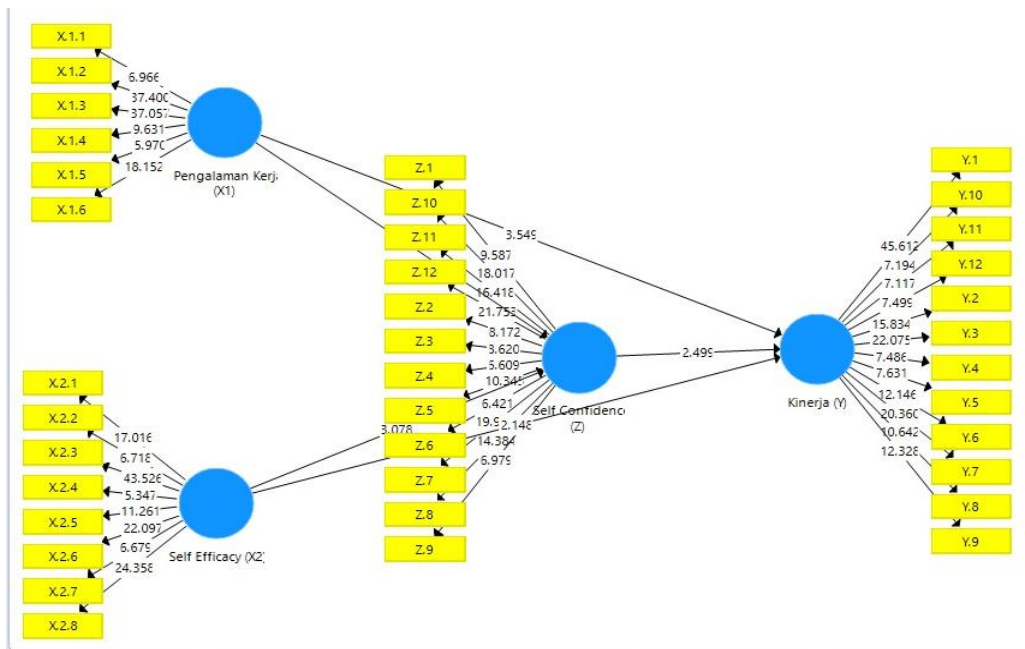 X.1.1
X.1.2
X.1.3
X.1.4
X.1.5
X.1.6
6.966
37.400
37.057
9.631
5.970
18.152
Pengalaman Kerj
(X1)
X.2.1
X.2.2
X.2.3
X.2.4
X.2.5
X.2.6
X.2.7
X.2.8
17.016
6.718
43.526
5.347
11.261
22.097
6.679
24.358
Self Efficacy (X2)
Z.1
Z.10
Z.11
Z.12
Z.2
Z.3
Z.4
Z.5
Z.6
Z.7
Z.8
Z.9
9.587
18.017
16.418
21.753
8.172
3.620
5.609
10.345
6.421
14.384
6.979
Self Confidenc
(Z)
3.549
2.499
3.078
2.148
Kinerja (Y)
45.612
7.194
7.117
7.499
15.834
22.075
7.486
7.631
12.146
20.360
10.642
12.328
Y.1
Y.10
Y.11
Y.12
Y.2
Y.3
Y.4
Y.5
Y.6
Y.7
Y.8
Y.9